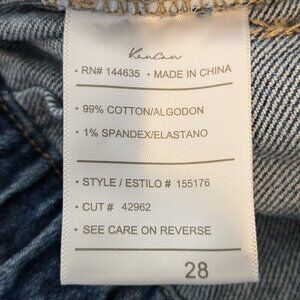 KanCan
• RN# 144635 • MADE IN CHINA
• 99% COTTON/ALGODON
• 1% SPANDEX/ELASTANO
• STYLE / ESTILO # 155176
• CUT # 42962
• SEE CARE ON REVERSE
28